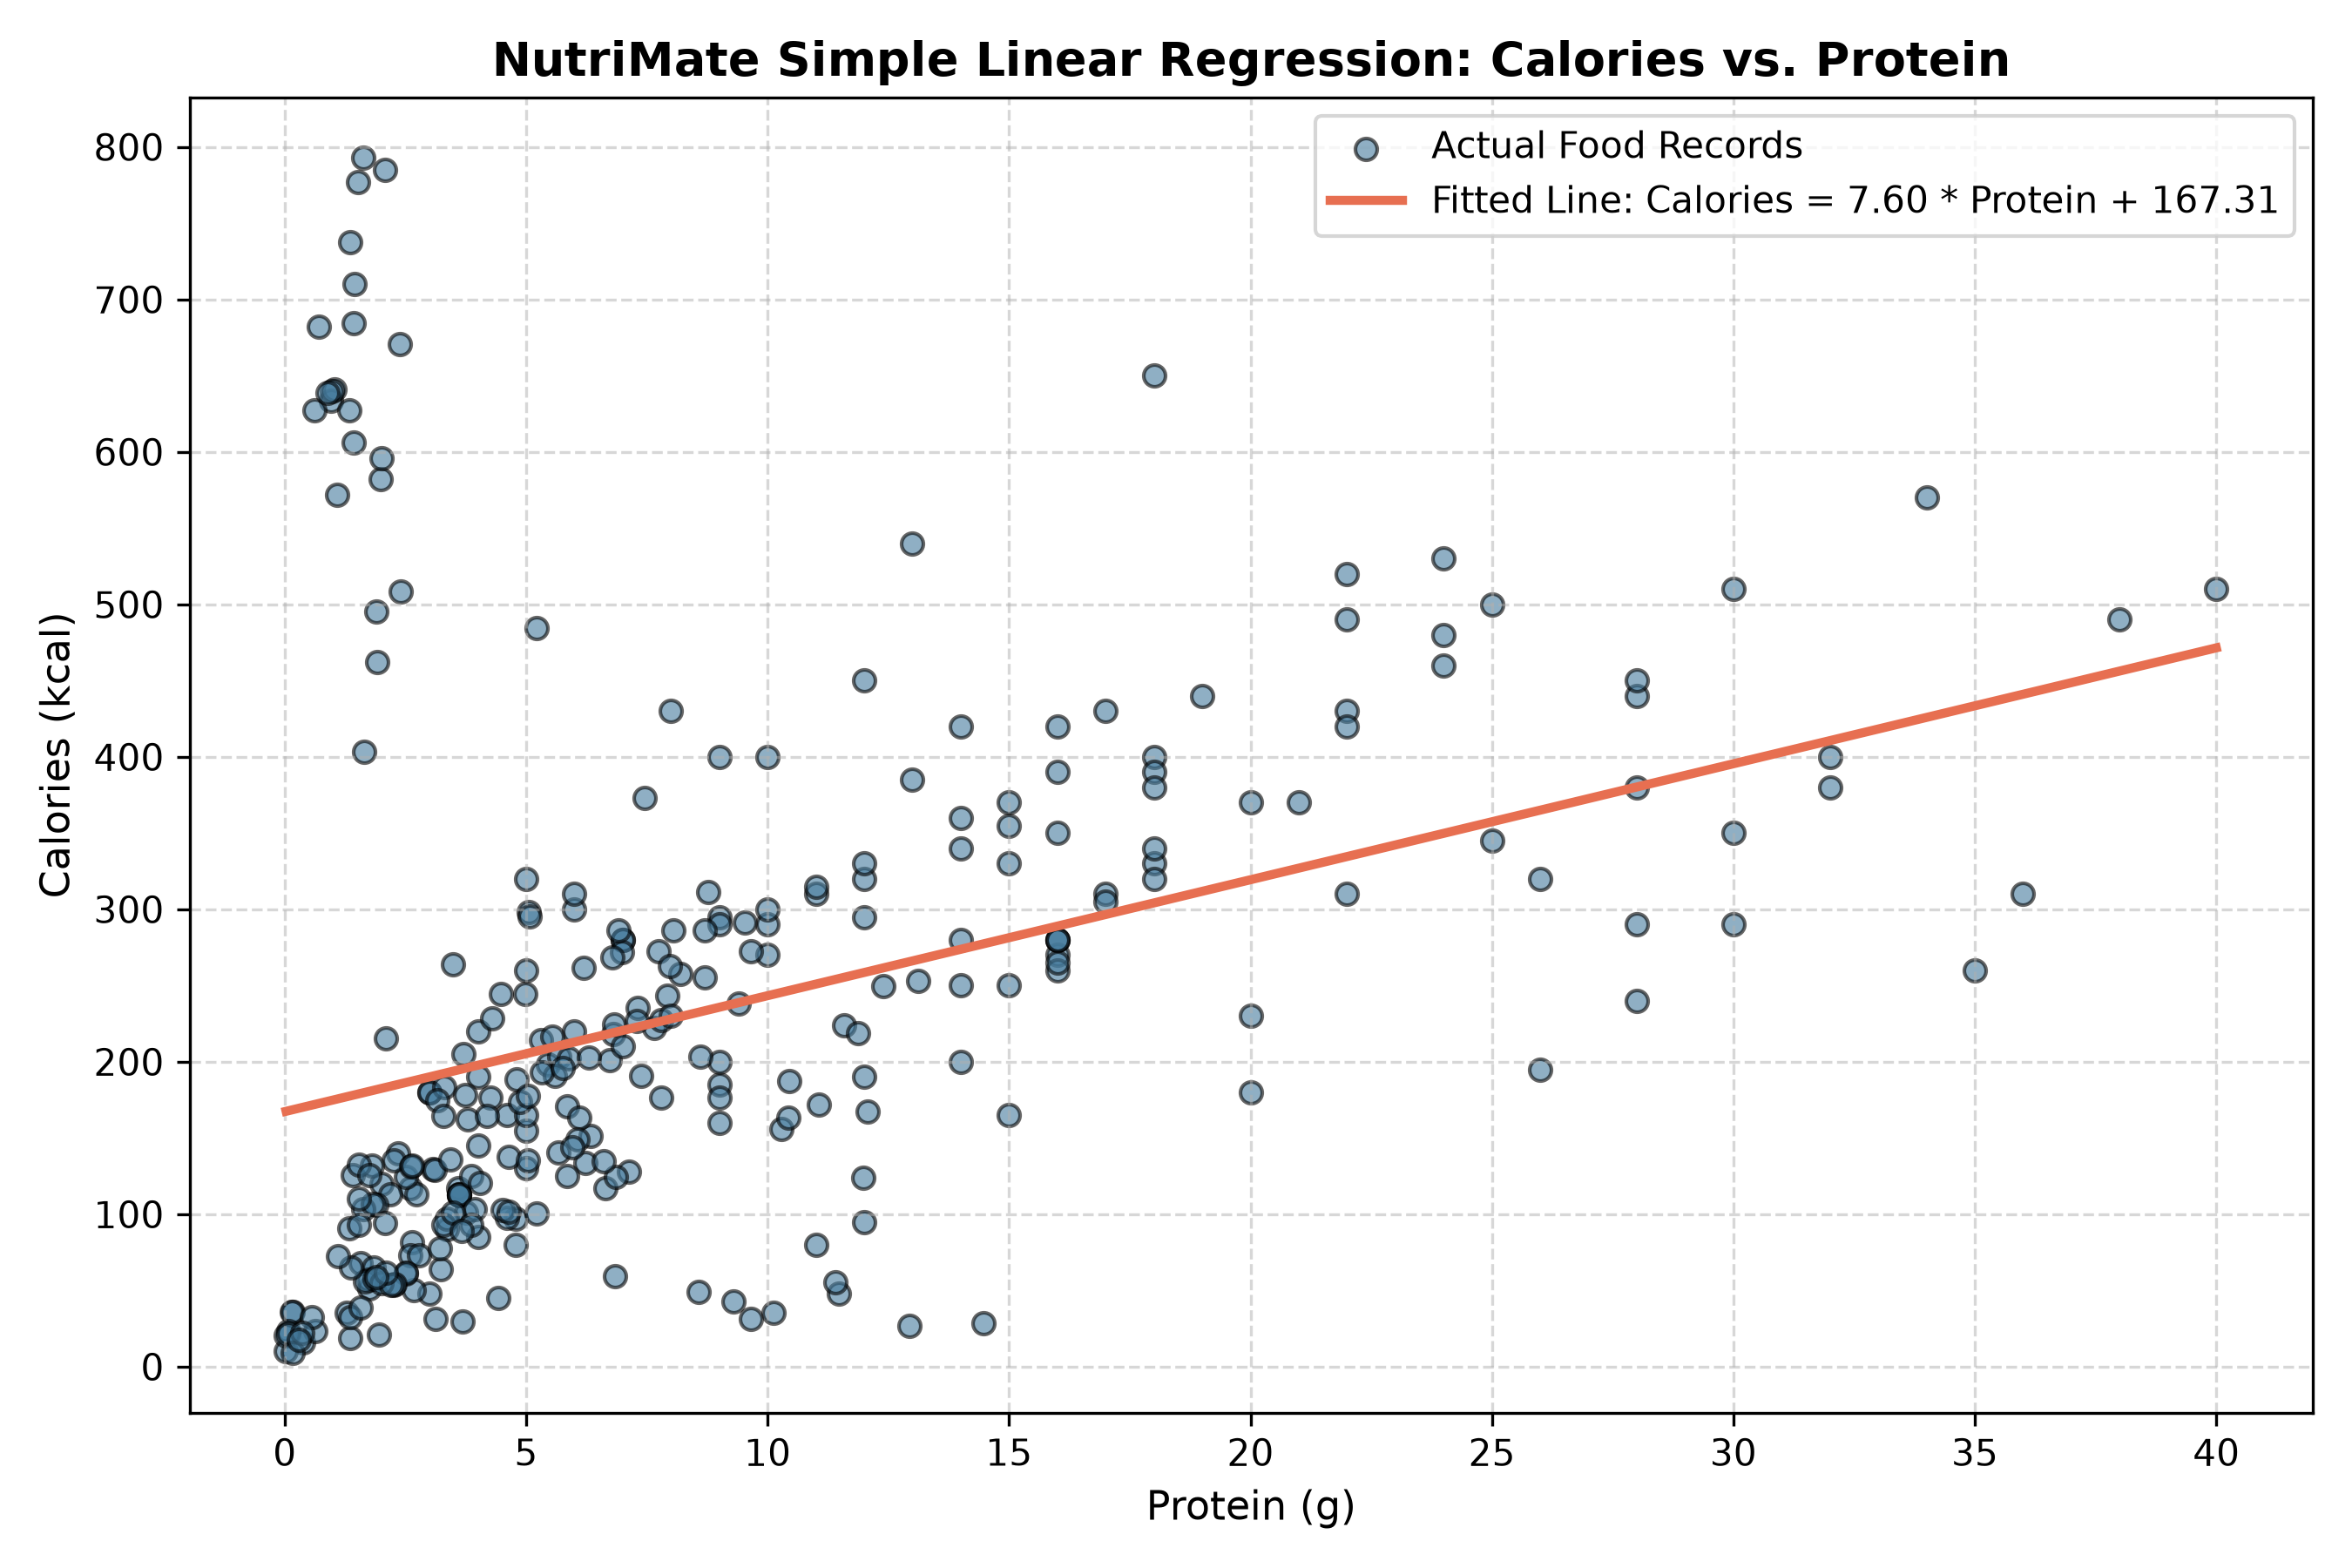 NutriMate Simple Linear Regression: Calories vs. Protein
Actual Food Records
Fitted Line: Calories = 7.60 * Protein + 167.31
Calories (kcal)
800
700
600
500
400
300
200
100
0
0 5 10 15 20 25 30 35 40
Protein (g)